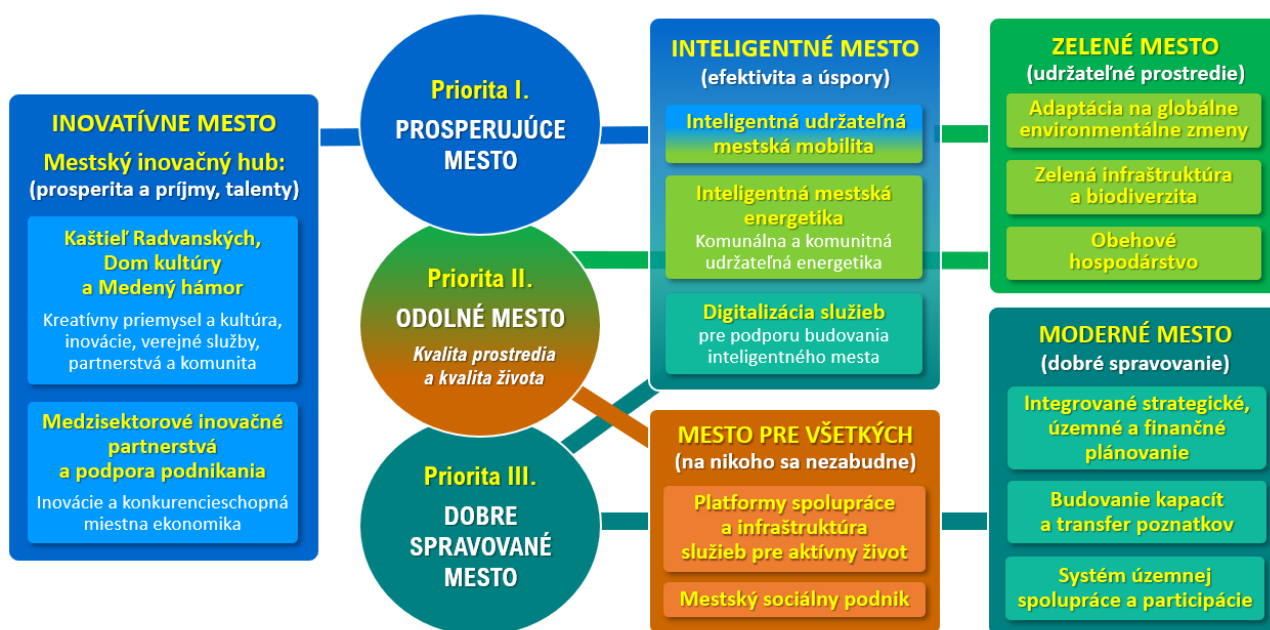 INOVATÍVNE MESTO
Mestský inovačný hub:
(prosperita a príjmy, talenty)
Kaštieľ Radvanských,
Dom kultúry
a Medený hámor
Kreatívny priemysel a kultúra,
inovácie, verejné služby,
partnerstvá a komunita
Medzisektorové inovačné
partnerstvá
a podpora podnikania
Inovácie a konkurencieschopná
miestna ekonomika
Priorita I.
PROSPERUJÚCE
MESTO
Priorita II.
ODOLNÉ MESTO
Kvalita prostredia
a kvalita života
Priorita III.
DOBRE
SPRAVOVANÉ
MESTO
INTELIGENTNÉ MESTO
(efektivita a úspory)
Inteligentná udržateľná
mestská mobilita
Inteligentná mestská
energetika
Komunálna a komunitná
udržateľná energetika
Digitalizácia služieb
pre podporu budovania
inteligentného mesta
MESTO PRE VŠETKÝCH
(na nikoho sa nezabudne)
Platformy spolupráce
a infraštruktúra
služieb pre aktívny život
Mestský sociálny podnik
ZELENÉ MESTO
(udržateľné prostredie)
Adaptácia na globálne
environmentálne zmeny
Zelená infraštruktúra
a biodiverzita
Obehové
hospodárstvo
MODERNÉ MESTO
(dobré spravovanie)
Integrované strategické,
územné a finančné
plánovanie
Budovanie kapacít
a transfer poznatkov
Systém územnej
spolupráce a participácie